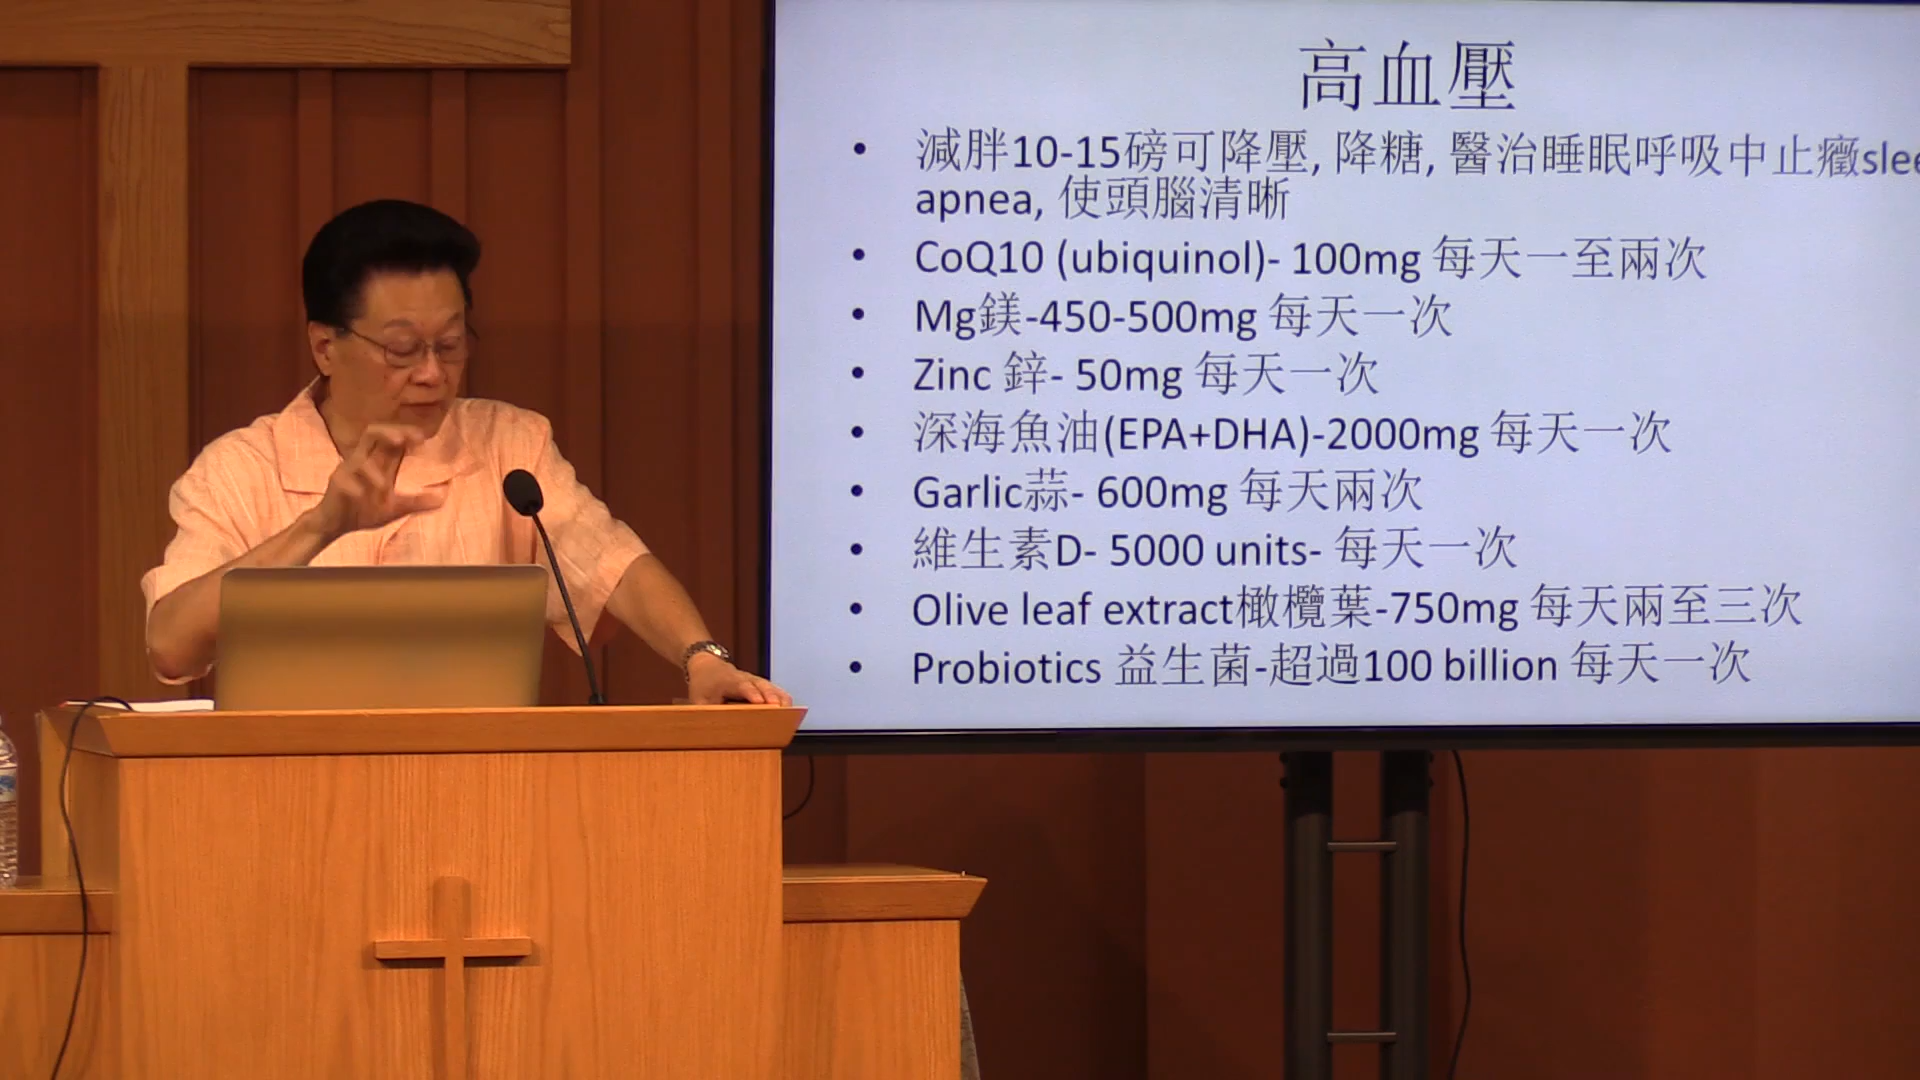 高血壓
• 減胖10-15磅可降壓, 降糖, 醫治睡眠呼吸中止癥slee
apnea, 使頭腦清晰
• CoQ10 (ubiquinol)- 100mg 每天一至兩次
• Mg鎂-450-500mg 每天一次
• Zinc 鋅- 50mg 每天一次
• 深海魚油(EPA+DHA)-2000mg 每天一次
• Garlic蒜- 600mg 每天兩次
• 維生素D- 5000 units- 每天一次
• Olive leaf extract橄欖葉-750mg 每天兩至三次
• Probiotics 益生菌-超過100 billion 每天一次